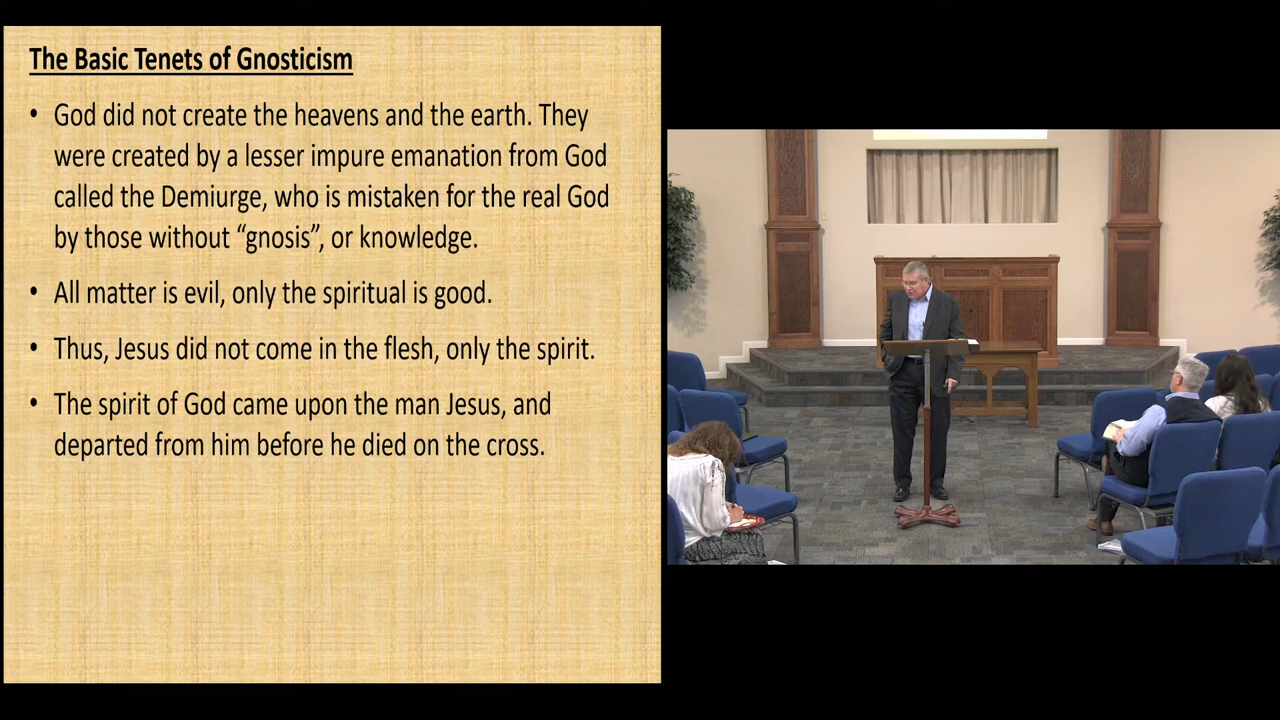 The Basic Tenets of Gnosticism
• God did not create the heavens and the earth. They
were created by a lesser impure emanation from God
called the Demiurge, who is mistaken for the real God
by those without “gnosis”, or knowledge.
• All matter is evil, only the spiritual is good.
• Thus, Jesus did not come in the flesh, only the spirit.
• The spirit of God came upon the man Jesus, and
departed from him before he died on the cross.